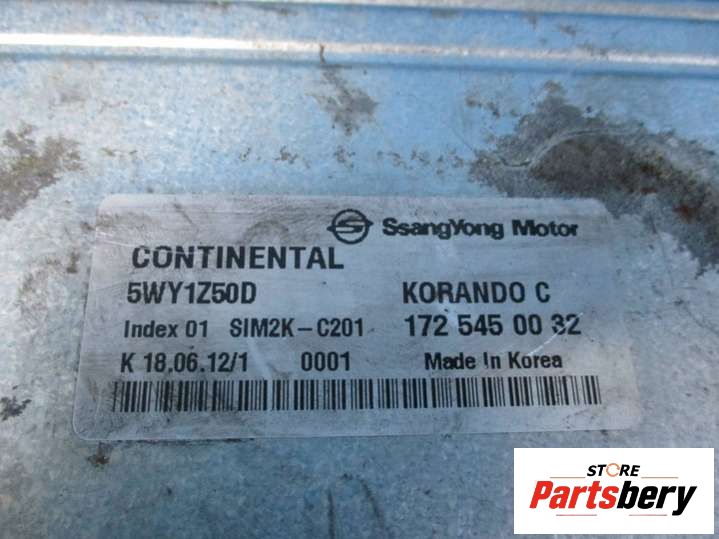 SsangYong Motor
CONTINENTAL
5WY1Z50D KORANDO C
Index 01 SIM2K-C201 172 545 00 32
K 18.06.12/1 0001 Made In Korea
STORE
Partsbery